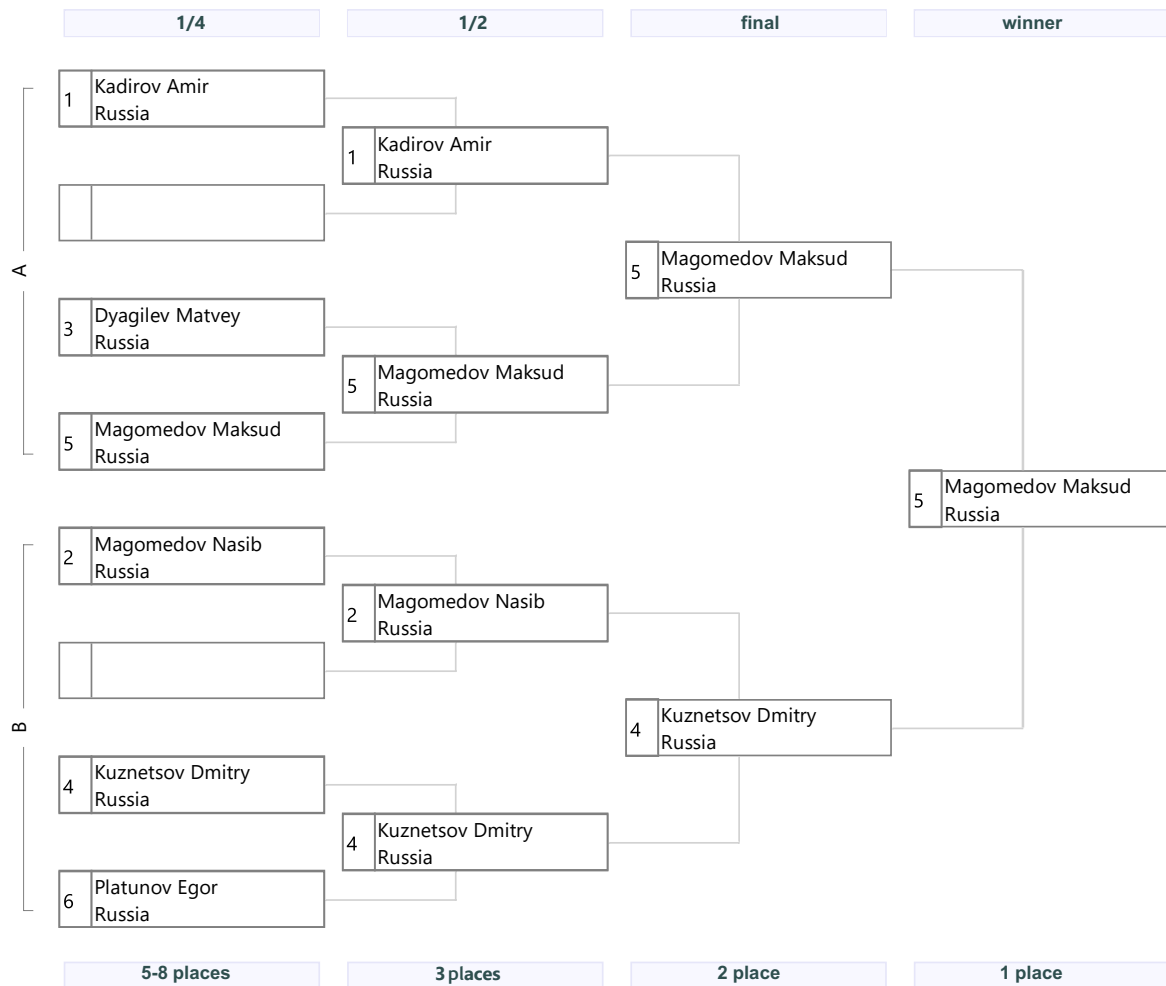 1/4 1/2 final winner
1 Kadirov Amir
Russia
1 Kadirov Amir
Russia
A
5 Magomedov Maksud
Russia
3 Dyagilev Matvey
Russia
5 Magomedov Maksud
Russia
5 Magomedov Maksud
Russia
5 Magomedov Maksud
Russia
2 Magomedov Nasib
Russia
2 Magomedov Nasib
Russia
B
4 Kuznetsov Dmitry
Russia
4 Kuznetsov Dmitry
Russia
4 Kuznetsov Dmitry
Russia
6 Platunov Egor
Russia
5-8 places 3 places 2 place 1 place